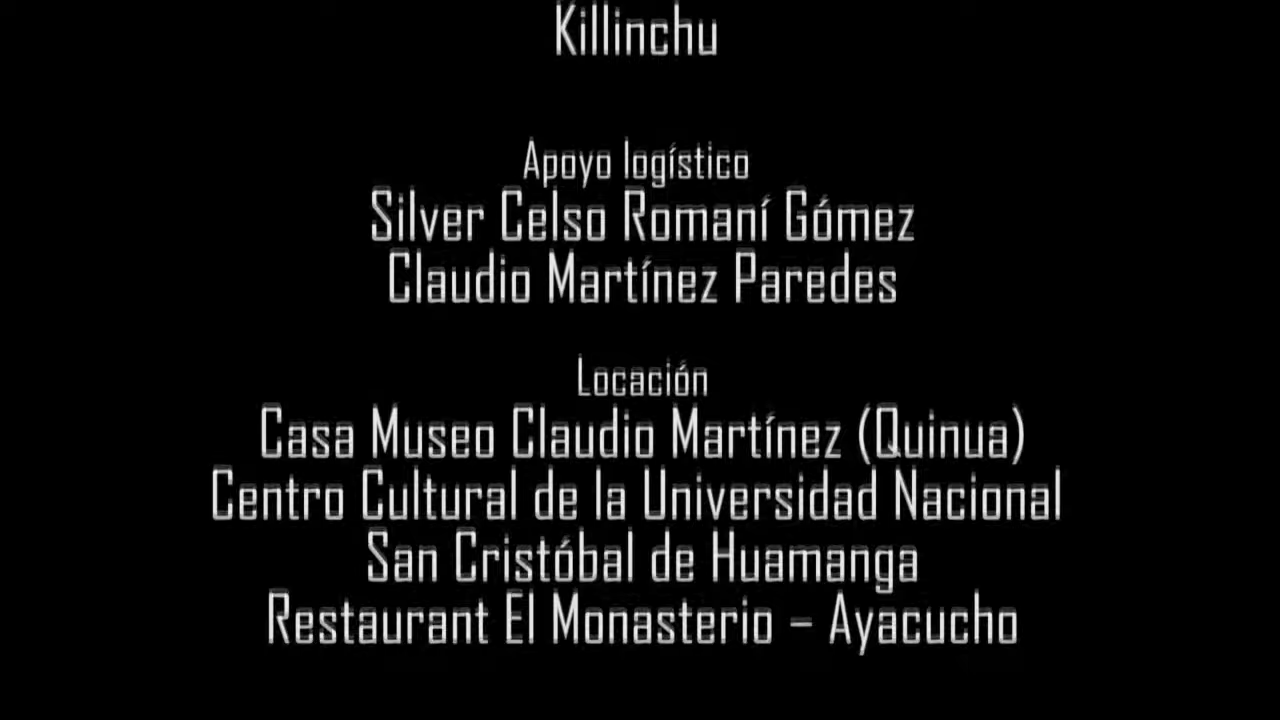 Killinchu
Apoyo logístico
Silver Celso Romaní Gómez
Claudio Martínez Paredes
Locación
Casa Museo Claudio Martínez (Quinua)
Centro Cultural de la Universidad Nacional
San Cristóbal de Huamanga
Restaurant El Monasterio – Ayacucho